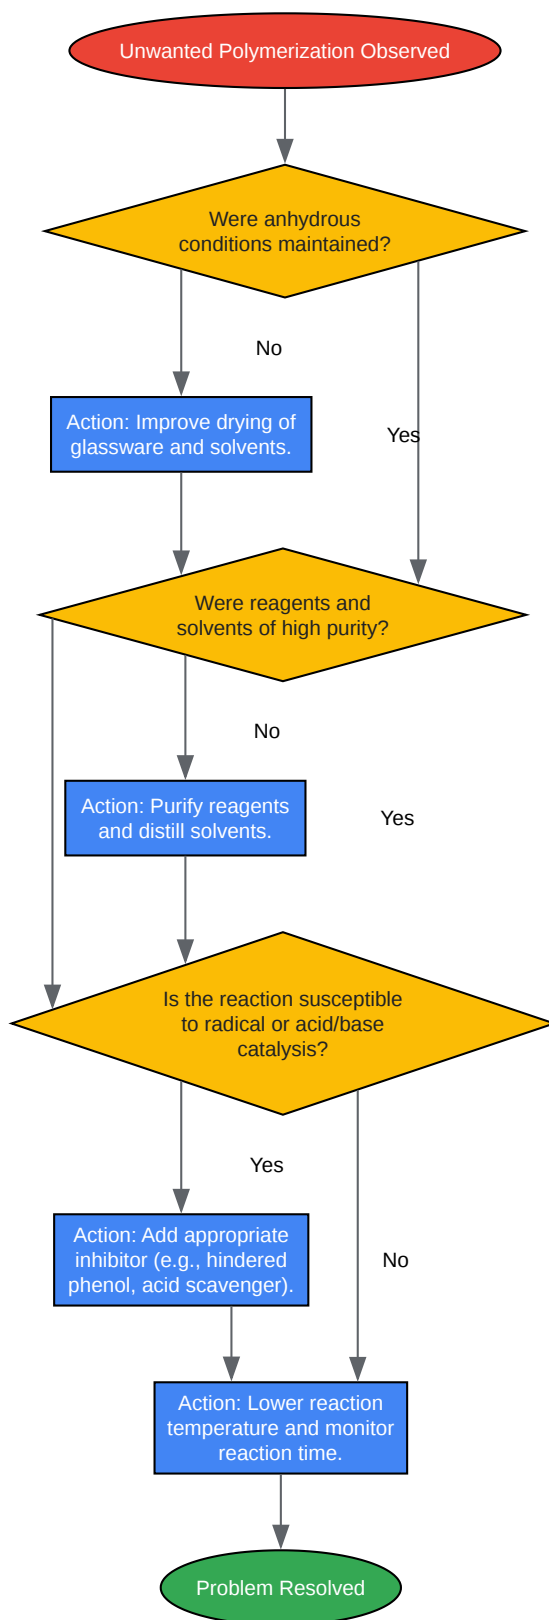 Unwanted Polymerization Observed
Were anhydrous
conditions maintained?
No
Action: Improve drying of
glassware and solvents.
Yes
Were reagents and
solvents of high purity?
No
Action: Purify reagents
and distill solvents.
Yes
Is the reaction susceptible
to radical or acid/base
catalysis?
Yes
Action: Add appropriate
inhibitor (e.g., hindered
phenol, acid scavenger).
No
Action: Lower reaction
temperature and monitor
reaction time.
Problem Resolved